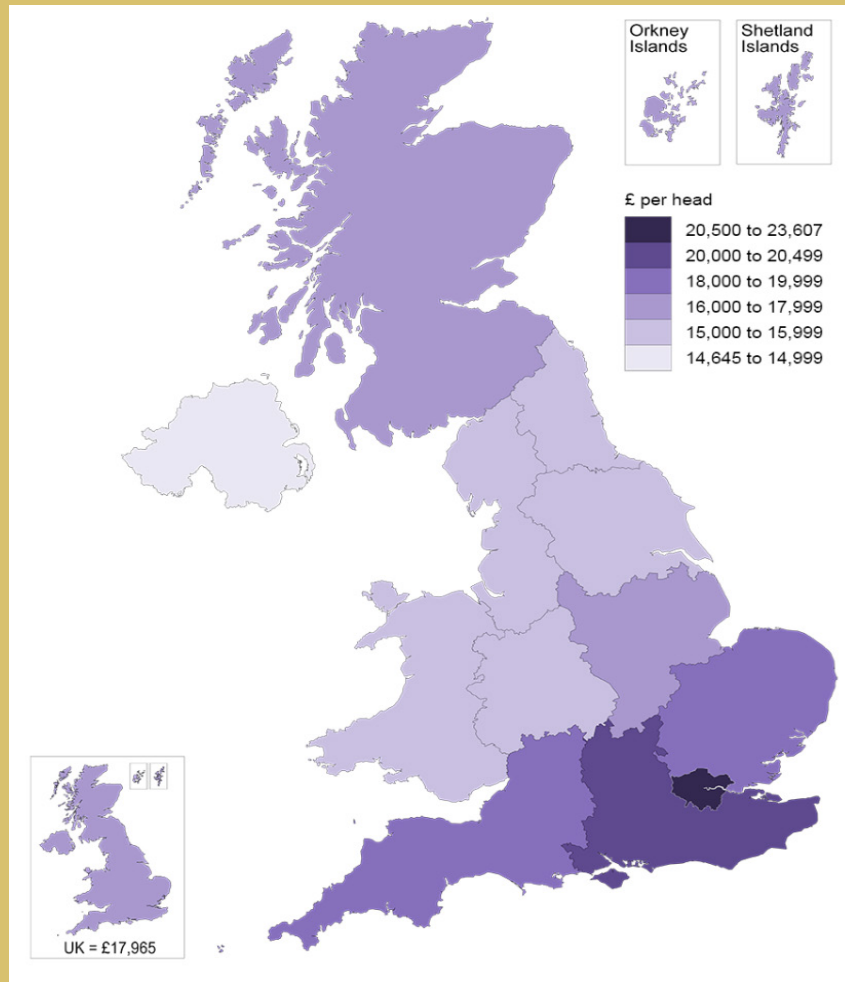 Orkney
Islands
Shetland
Islands
£ per head
20,500 to 23,607
20,000 to 20,499
18,000 to 19,999
16,000 to 17,999
15,000 to 15,999
14,645 to 14,999
UK = £17,965